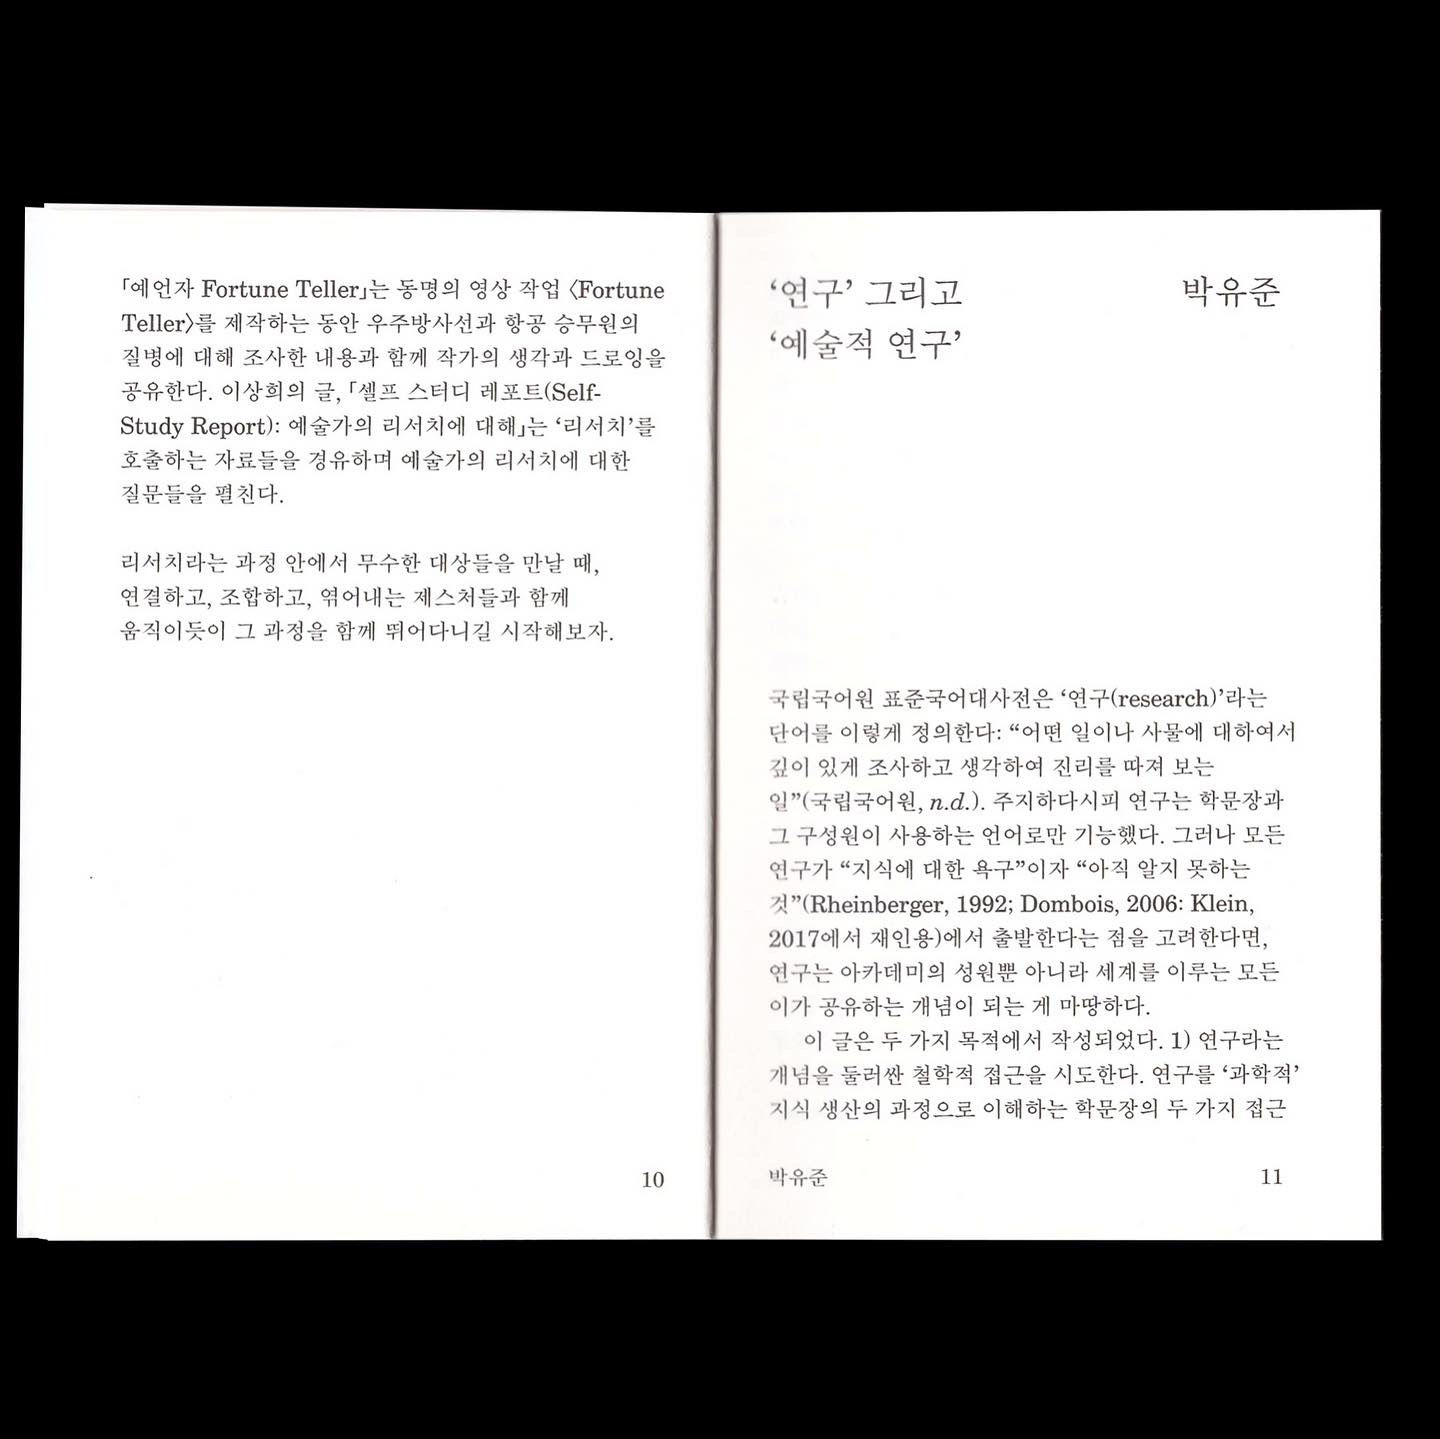 「예언자 Fortune Teller」는 동명의 영상 작업 〈Fortune
Teller〉를 제작하는 동안 우주방사선과 항공 승무원의
질병에 대해 조사한 내용과 함께 작가의 생각과 드로잉을
공유한다. 이상희의 글, 「셀프 스터디 레포트(Self-
Study Report): 예술가의 리서치에 대해」는 ‘리서치’를
호출하는 자료들을 경유하며 예술가의 리서치에 대한
질문들을 펼친다.
리서치라는 과정 안에서 무수한 대상들을 만날 때,
연결하고, 조합하고, 엮어내는 제스처들과 함께
움직이듯이 그 과정을 함께 뛰어다니길 시작해보자.
10
‘연구’ 그리고
‘예술적 연구’
박유준
국립국어원 표준국어대사전은 ‘연구(research)’라는
단어를 이렇게 정의한다: “어떤 일이나 사물에 대하여서
깊이 있게 조사하고 생각하여 진리를 따져 보는
일”(국립국어원, n.d.). 주지하다시피 연구는 학문장과
그 구성원이 사용하는 언어로만 기능했다. 그러나 모든
연구가 “지식에 대한 욕구”이자 “아직 알지 못하는
것”(Rheinberger, 1992; Dombois, 2006: Klein,
2017에서 재인용)에서 출발한다는 점을 고려한다면,
연구는 아카데미의 성원뿐 아니라 세계를 이루는 모든
이가 공유하는 개념이 되는 게 마땅하다.
이 글은 두 가지 목적에서 작성되었다. 1) 연구라는
개념을 둘러싼 철학적 접근을 시도한다. 연구를 ‘과학적’
지식 생산의 과정으로 이해하는 학문장의 두 가지 접근
박유준
11